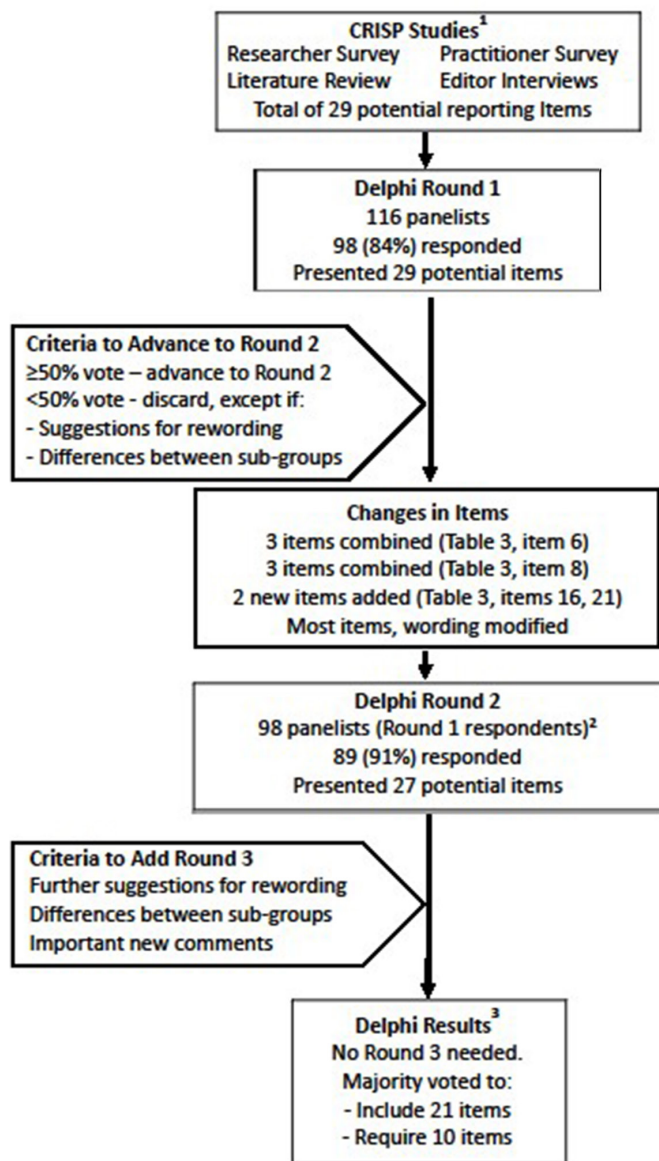 CRISP Studies¹
Researcher Survey Practitioner Survey
Literature Review Editor Interviews
Total of 29 potential reporting Items
Delphi Round 1
116 panelists
98 (84%) responded
Presented 29 potential items
Criteria to Advance to Round 2
≥50% vote – advance to Round 2
<50% vote - discard, except if:
- Suggestions for rewording
- Differences between sub-groups
Changes in Items
3 items combined (Table 3, item 6)
3 items combined (Table 3, item 8)
2 new items added (Table 3, items 16, 21)
Most items, wording modified
Delphi Round 2
98 panelists (Round 1 respondents)²
89 (91%) responded
Presented 27 potential items
Criteria to Add Round 3
Further suggestions for rewording
Differences between sub-groups
Important new comments
Delphi Results³
No Round 3 needed.
Majority voted to:
- Include 21 items
- Require 10 items